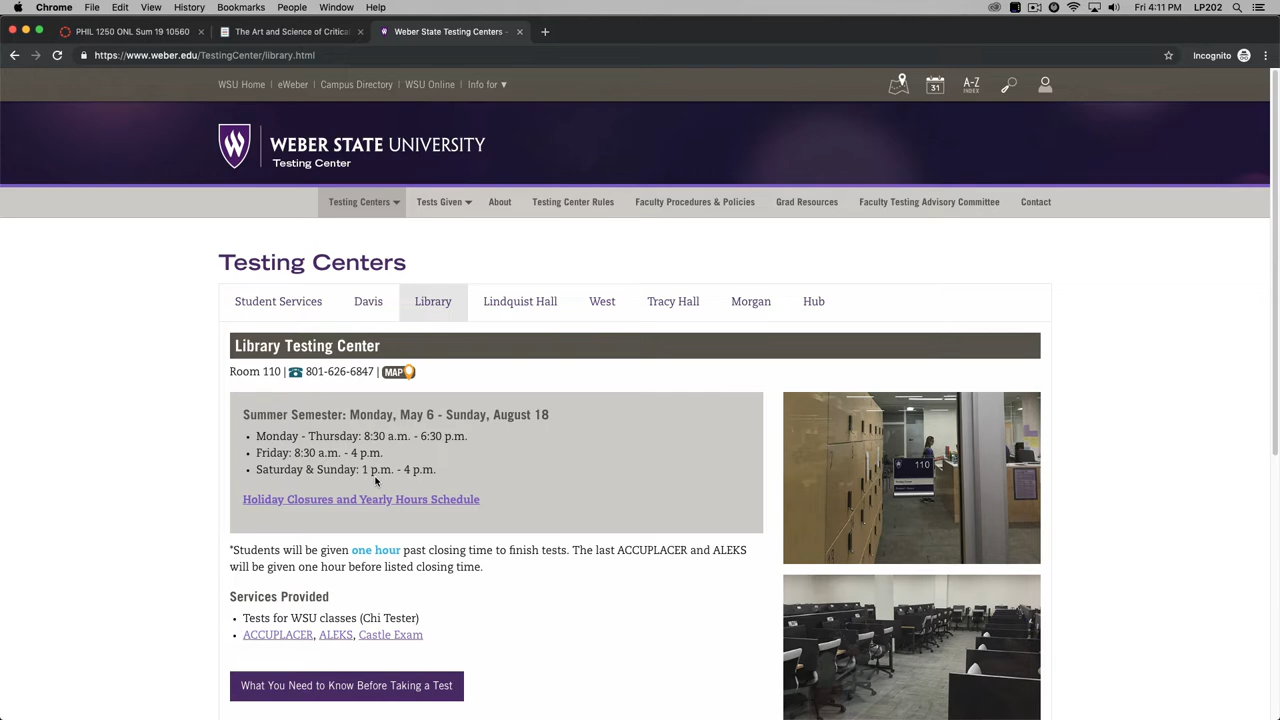 Chrome File Edit View History Bookmarks People Window Help Fri 4:11 PM LP202
PHIL 1250 ONL Sum 19 10560 The Art and Science of Critical Weber State Testing Centers -
https://www.weber.edu/TestingCenter/library.html Incognito
WSU Home | eWeber | Campus Directory | WSU Online | Info for ▾ 31 A-Z INDEX
WEBER STATE UNIVERSITY
Testing Center
Testing Centers Tests Given About Testing Center Rules Faculty Procedures & Policies Grad Resources Faculty Testing Advisory Committee Contact
Testing Centers
Student Services Davis Library Lindquist Hall West Tracy Hall Morgan Hub
Library Testing Center
Room 110 | 801-626-6847 | MAP
Summer Semester: Monday, May 6 - Sunday, August 18
• Monday - Thursday: 8:30 a.m. - 6:30 p.m.
• Friday: 8:30 a.m. - 4 p.m.
• Saturday & Sunday: 1 p.m. - 4 p.m.
Holiday Closures and Yearly Hours Schedule
110
*Students will be given one hour past closing time to finish tests. The last ACCUPLACER and ALEKS
will be given one hour before listed closing time.
Services Provided
• Tests for WSU classes (Chi Tester)
• ACCUPLACER, ALEKS, Castle Exam
What You Need to Know Before Taking a Test